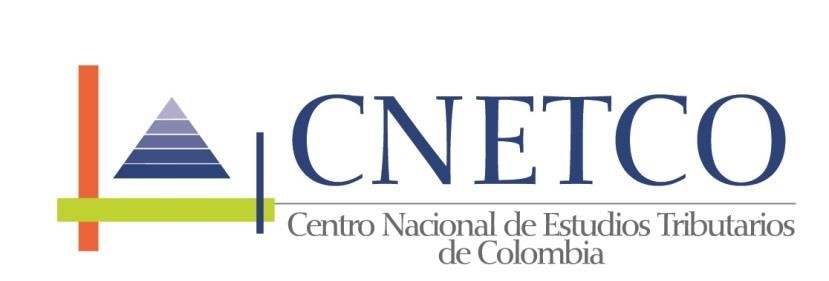 CNETCO
Centro Nacional de Estudios Tributarios
de Colombia